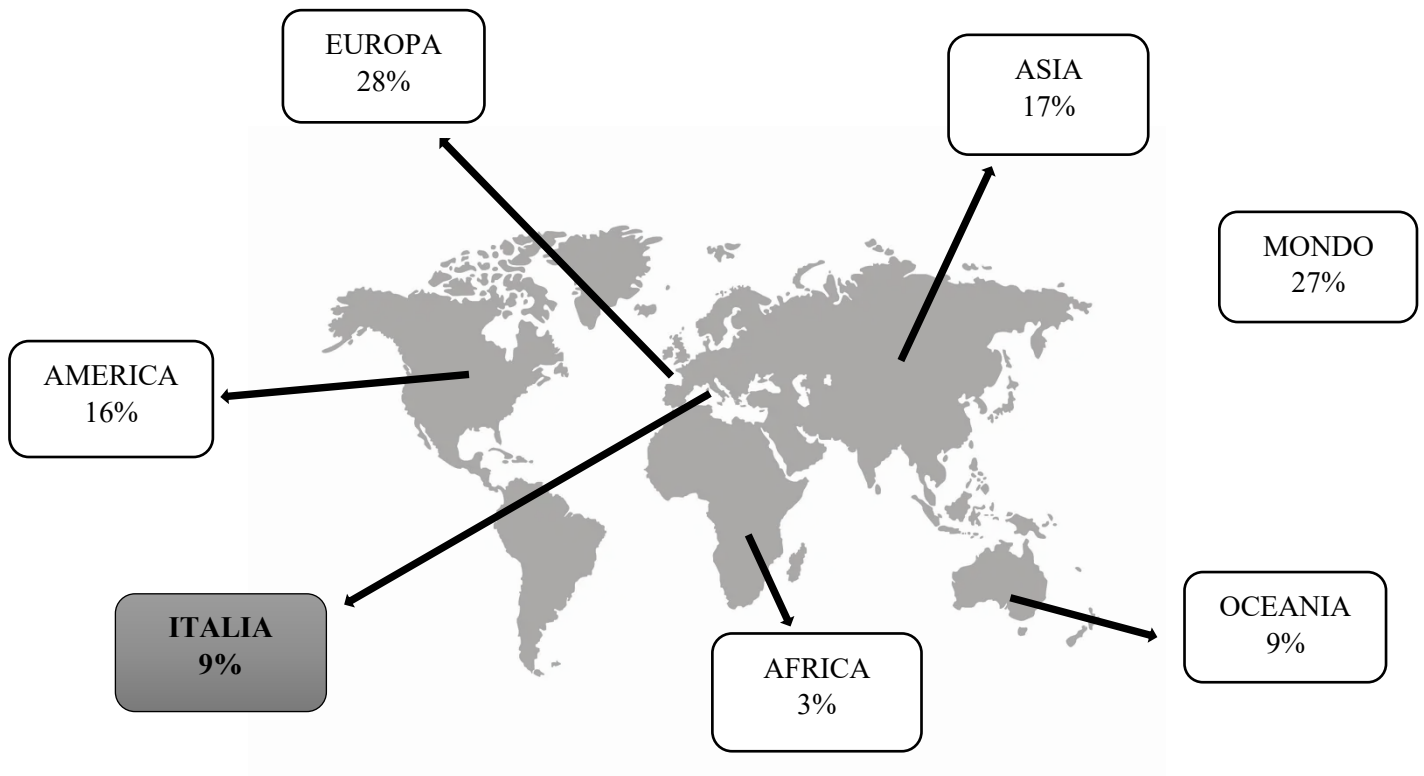 EUROPA
28%
ASIA
17%
MONDO
27%
AMERICA
16%
ITALIA
9%
AFRICA
3%
OCEANIA
9%